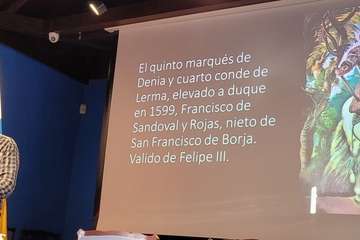 El quinto marqués de
Denia y cuarto conde de
Lerma, elevado a duque
en 1599, Francisco de
Sandoval y Rojas, nieto de
San Francisco de Borja.
Valido de Felipe III.